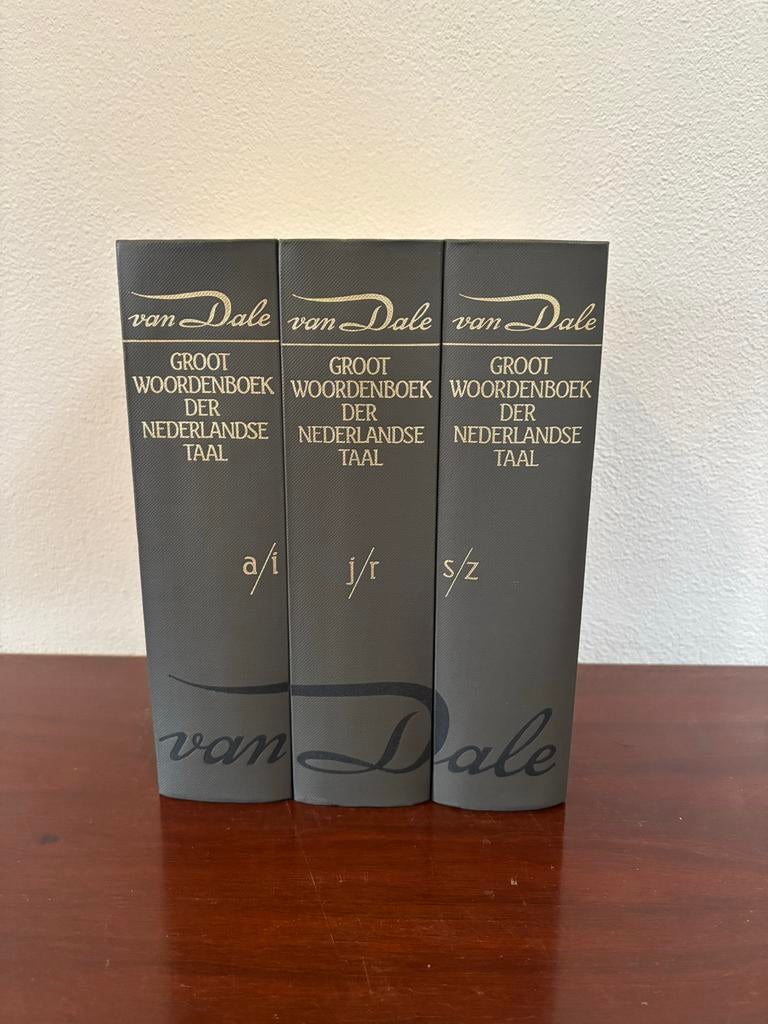 van Dale
GROOT
WOORDENBOEK
DER
NEDERLANDSE
TAAL
a/i
van Dale
GROOT
WOORDENBOEK
DER
NEDERLANDSE
TAAL
j/r
van Dale
GROOT
WOORDENBOEK
DER
NEDERLANDSE
TAAL
s/z
van Dale